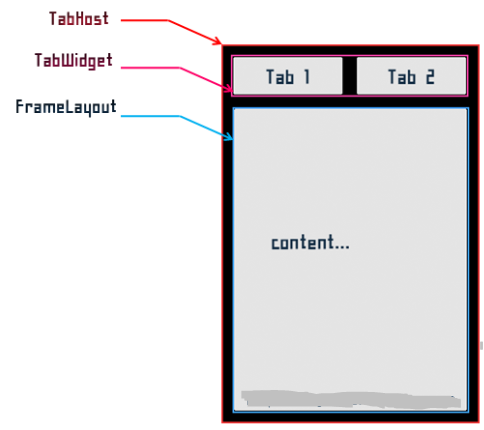 TabHost
TabWidget
Tab 1
Tab 2
FrameLayout
content...